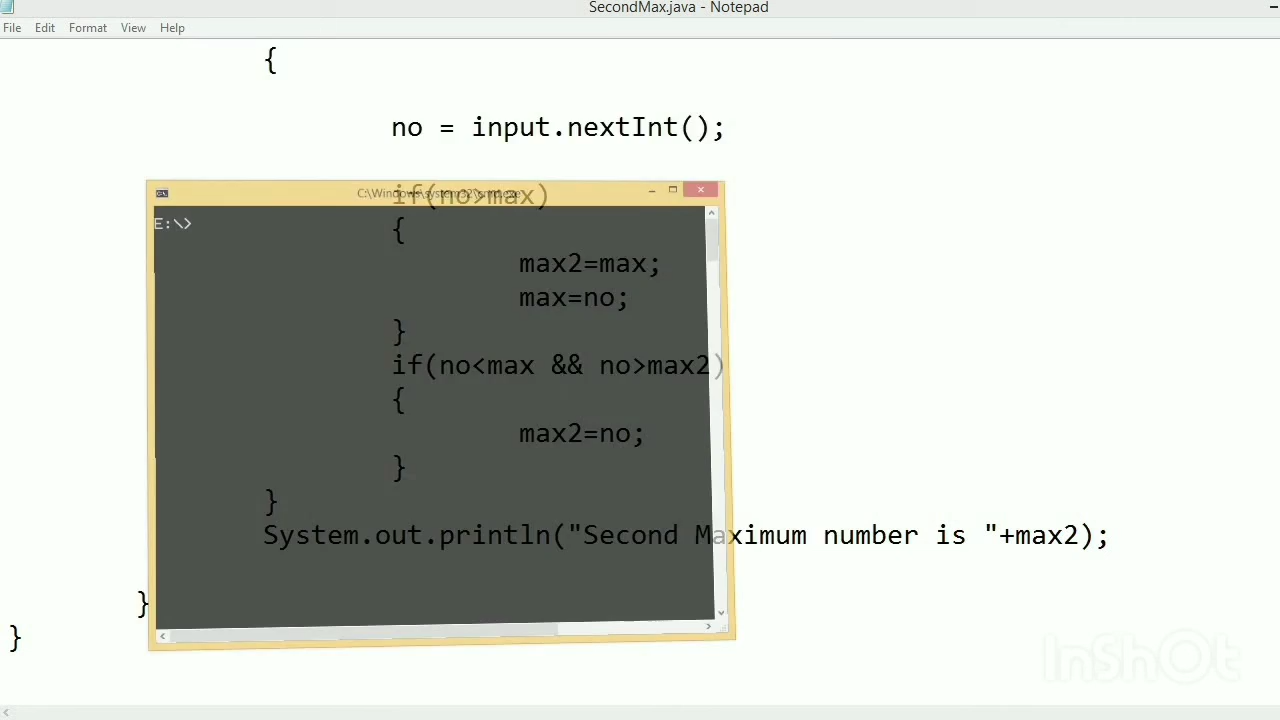 SecondMax.java - Notepad
File Edit Format View Help
{
no = input.nextInt();
C:\Windows\system32\cmd.exe
if(no>max)
E:\>
{
max2=max;
max=no;
}
if(no<max && no>max2)
{
max2=no;
}
}
System.out.println("Second Maximum number is "+max2);
}
}
InShOt